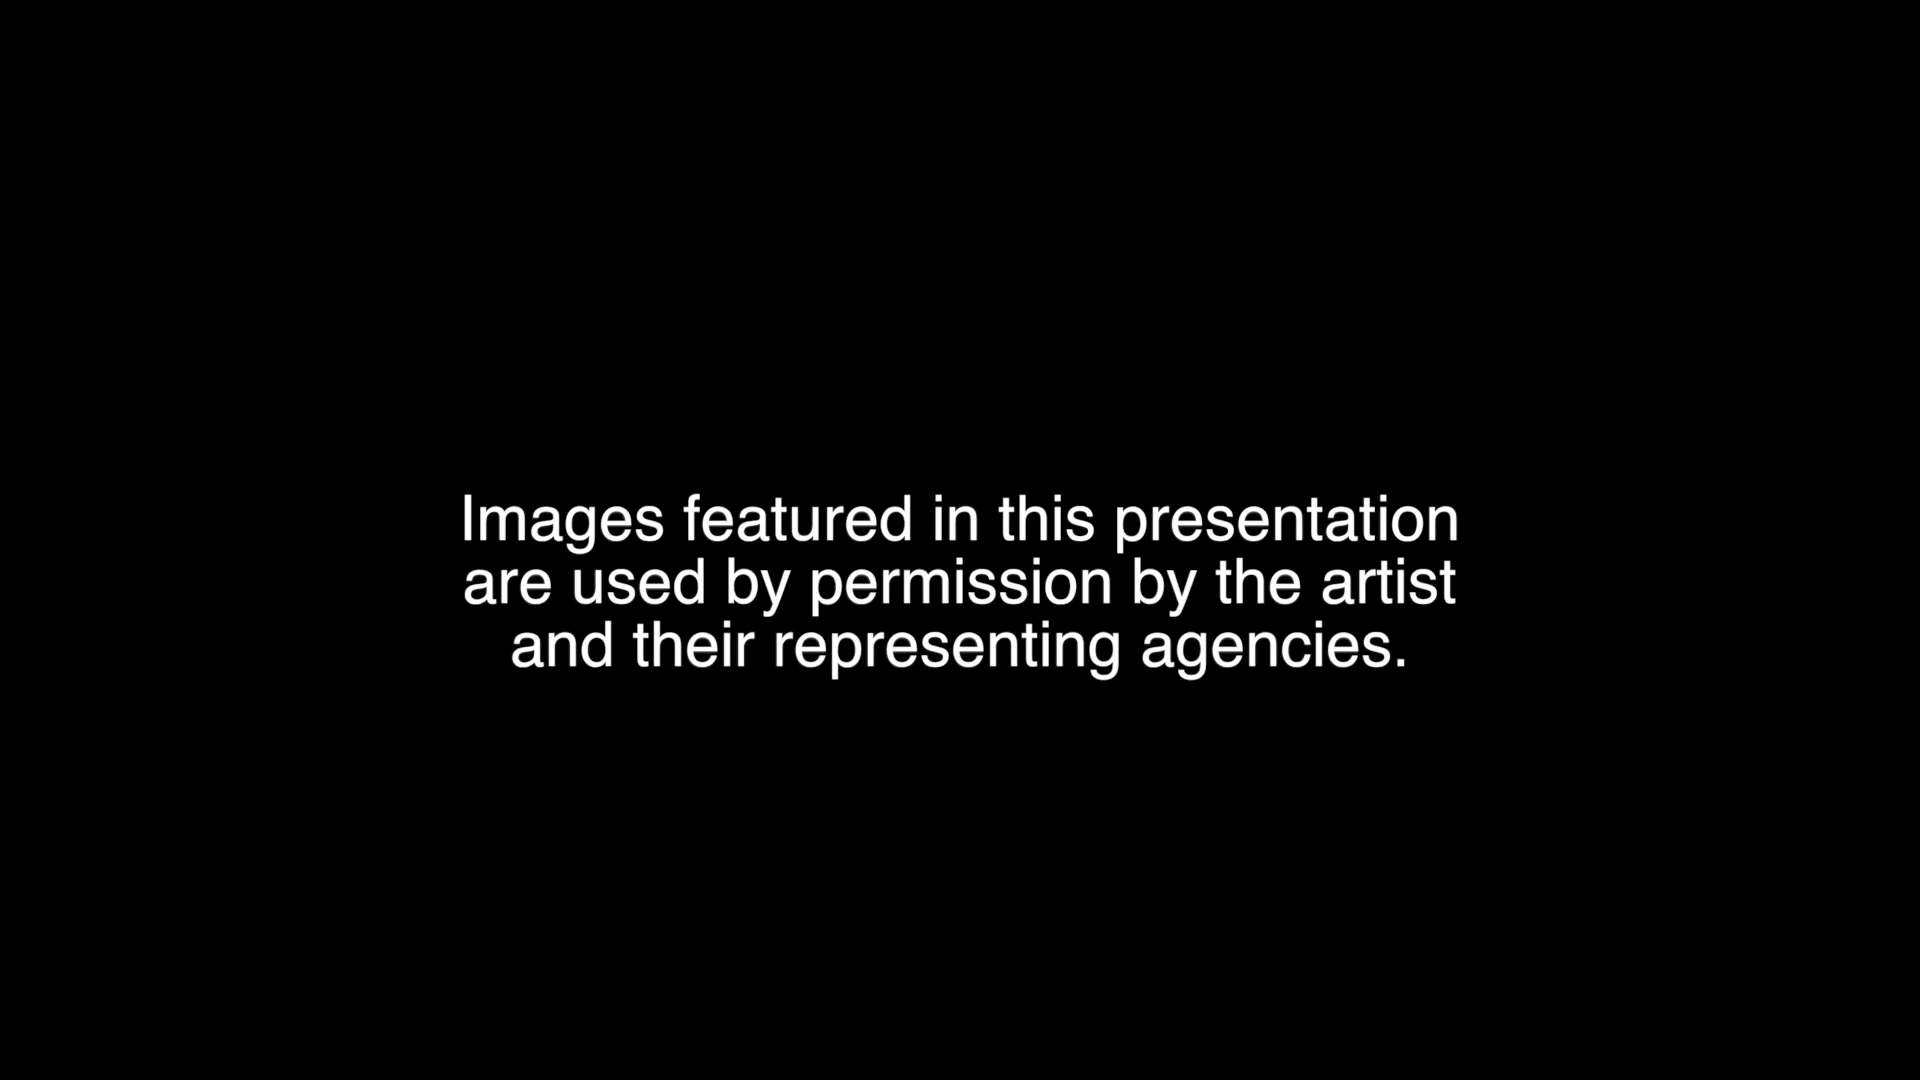 Images featured in this presentation
are used by permission by the artist
and their representing agencies.